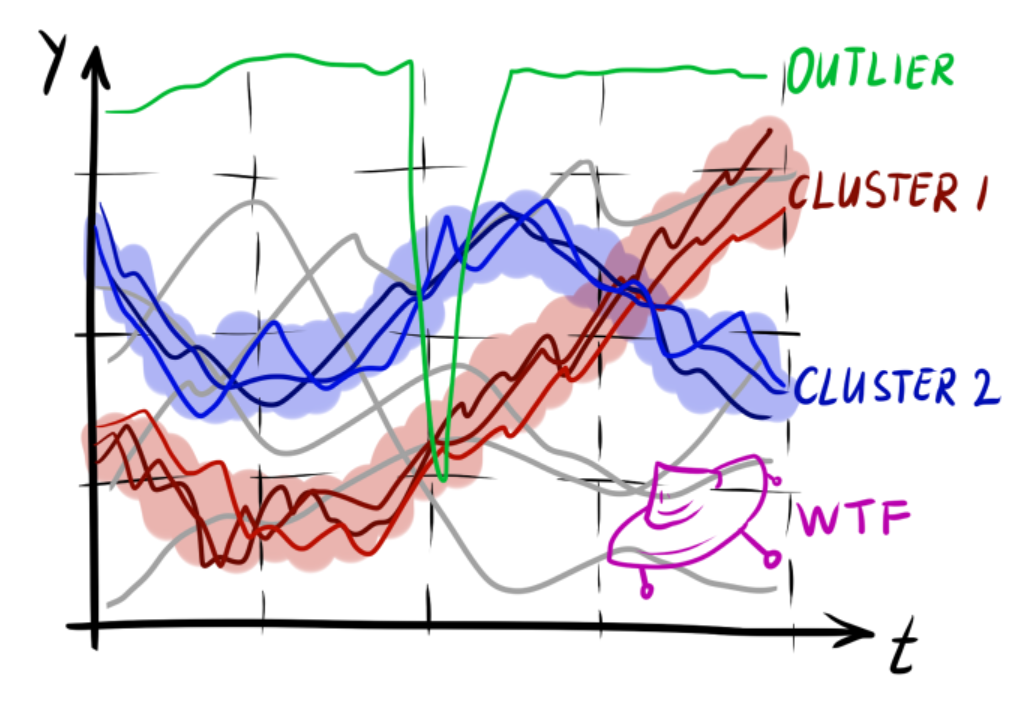 Y
OUTLIER
CLUSTER 1
CLUSTER 2
WTF
t